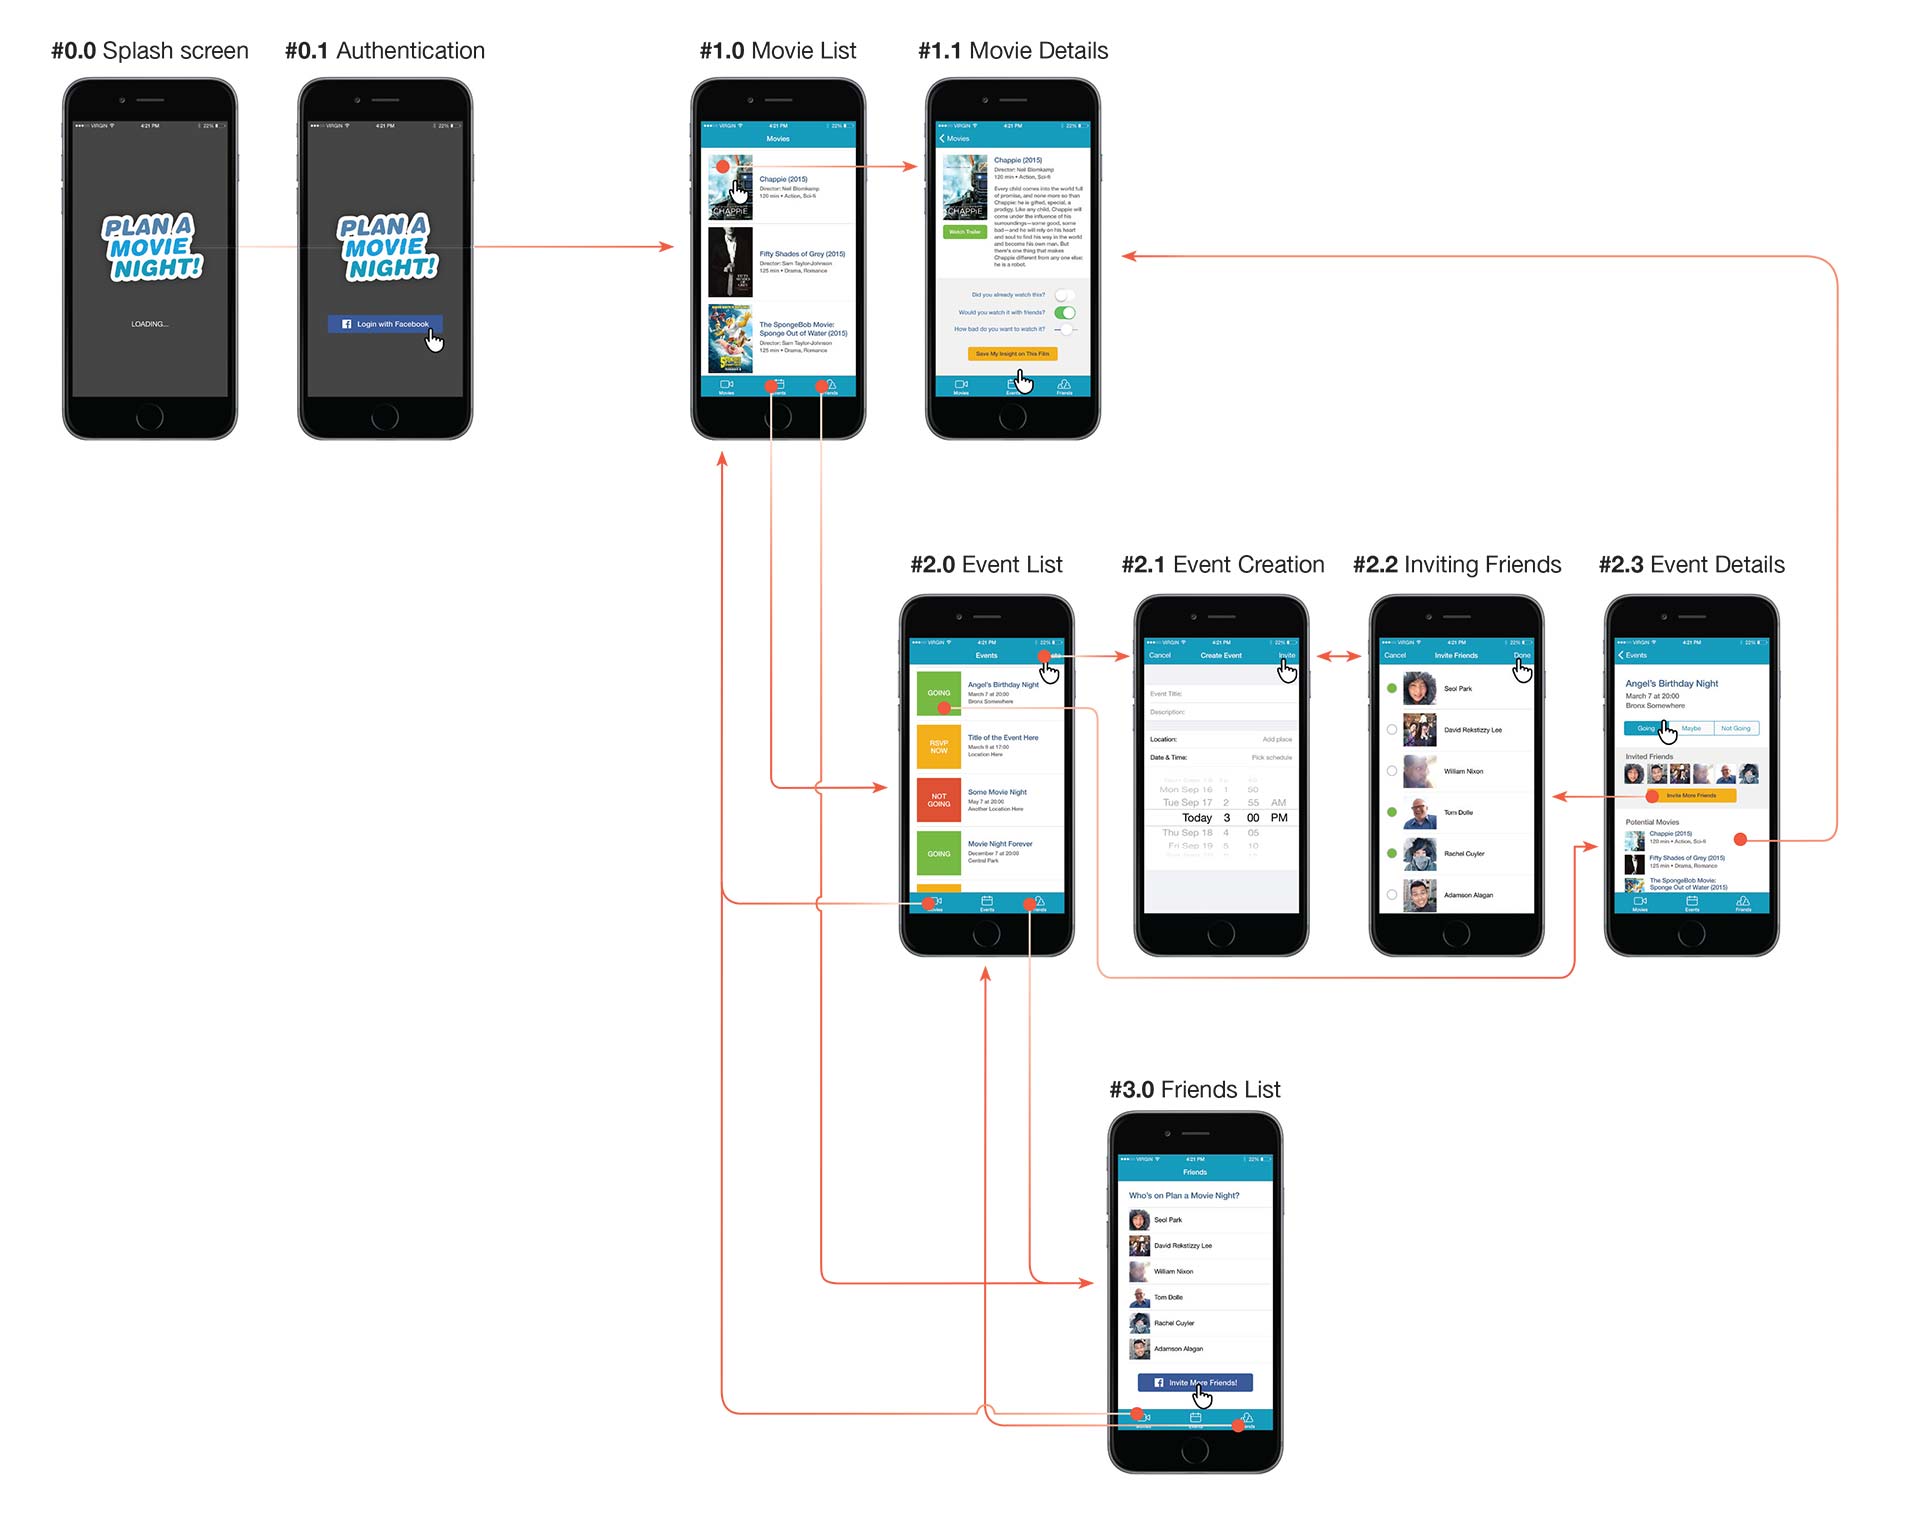 #0.0 Splash screen
#0.1 Authentication
#1.0 Movie List
#1.1 Movie Details
VIRGIN 4:21 PM 22%
PLAN A
MOVIE
NIGHT!
LOADING...
VIRGIN 4:21 PM 22%
PLAN A
MOVIE
NIGHT!
Login with Facebook
VIRGIN 4:21 PM 22%
Movies
CHAPPiE
Chappie (2015)
Director: Neil Blomkamp
120 min • Action, Sci-fi
Fifty Shades of Grey (2015)
Director: Sam Taylor-Johnson
125 min • Drama, Romance
The SpongeBob Movie:
Sponge Out of Water (2015)
Director: Sam Taylor-Johnson
125 min • Drama, Romance
Movies
VIRGIN 4:21 PM 22%
Movies
CHAPPiE
Watch Trailer
Chappie (2015)
Director: Neil Blomkamp
120 min • Action, Sci-fi
Every child comes into the world full
of promise, and none more so than
Chappie: he is gifted, special, a
prodigy. Like any child, Chappie will
come under the influence of his
surroundings—some good, some
bad—and he will rely on his heart
and soul to find his way in the world
and become his own man. But
there's one thing that makes
Chappie different from any one else:
he is a robot.
Did you already watch this?
Would you watch it with friends?
How bad do you want to watch it?
Save My Insight on This Film
Movies Events Friends
#2.0 Event List
#2.1 Event Creation
#2.2 Inviting Friends
#2.3 Event Details
VIRGIN 4:21 PM 22%
Events
GOING
Angel's Birthday Night
March 7 at 20:00
Bronx Somewhere
RSVP
NOW
Title of the Event Here
March 9 at 17:00
Location Here
NOT
GOING
Some Movie Night
May 7 at 20:00
Another Location Here
GOING
Movie Night Forever
December 7 at 20:00
Central Park
Events
VIRGIN 4:21 PM 22%
Cancel Create Event Invite
Event Title:
Description:
Location: Add place
Date & Time: Pick schedule
Mon Sep 16 1 50
Tue Sep 17 2 55 AM
Today 3 00 PM
Thu Sep 18 4 05
Fri Sep 19 5 10
VIRGIN 4:21 PM 22%
Cancel Invite Friends Done
Seol Park
David Rekstizzy Lee
William Nixon
Tom Dolle
Rachel Cuyler
Adamson Alagan
VIRGIN 4:21 PM 22%
Events
Angel's Birthday Night
March 7 at 20:00
Bronx Somewhere
Going Maybe Not Going
Invited Friends
Invite More Friends
Potential Movies
Chappie (2015)
120 min • Action, Sci-fi
Fifty Shades of Grey (2015)
125 min • Drama, Romance
The SpongeBob Movie:
Sponge Out of Water (2015)
Movies Events Friends
#3.0 Friends List
VIRGIN 4:21 PM 22%
Friends
Who's on Plan a Movie Night?
Seol Park
David Rekstizzy Lee
William Nixon
Tom Dolle
Rachel Cuyler
Adamson Alagan
Invite More Friends!